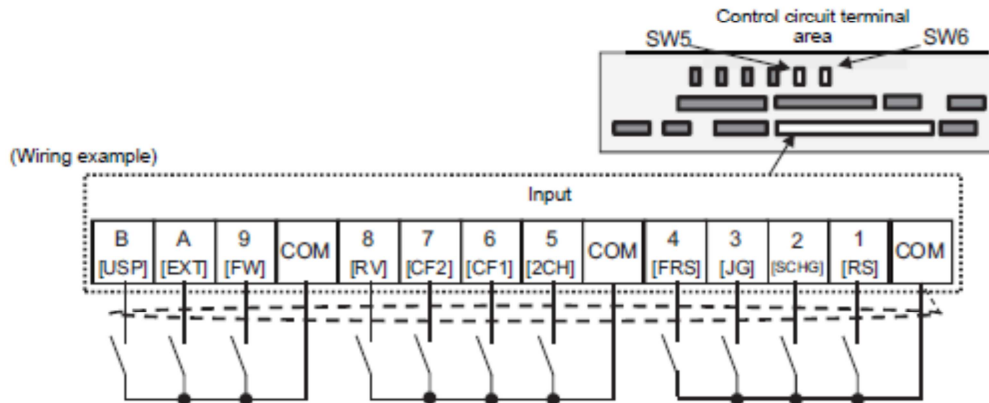 Control circuit terminal
area
SW5
SW6
(Wiring example)
Input
B A 9 COM 8 7 6 5 COM 4 3 2 1 COM
[USP] [EXT] [FW] [RV] [CF2] [CF1] [2CH] [FRS] [JG] [SCHG] [RS]